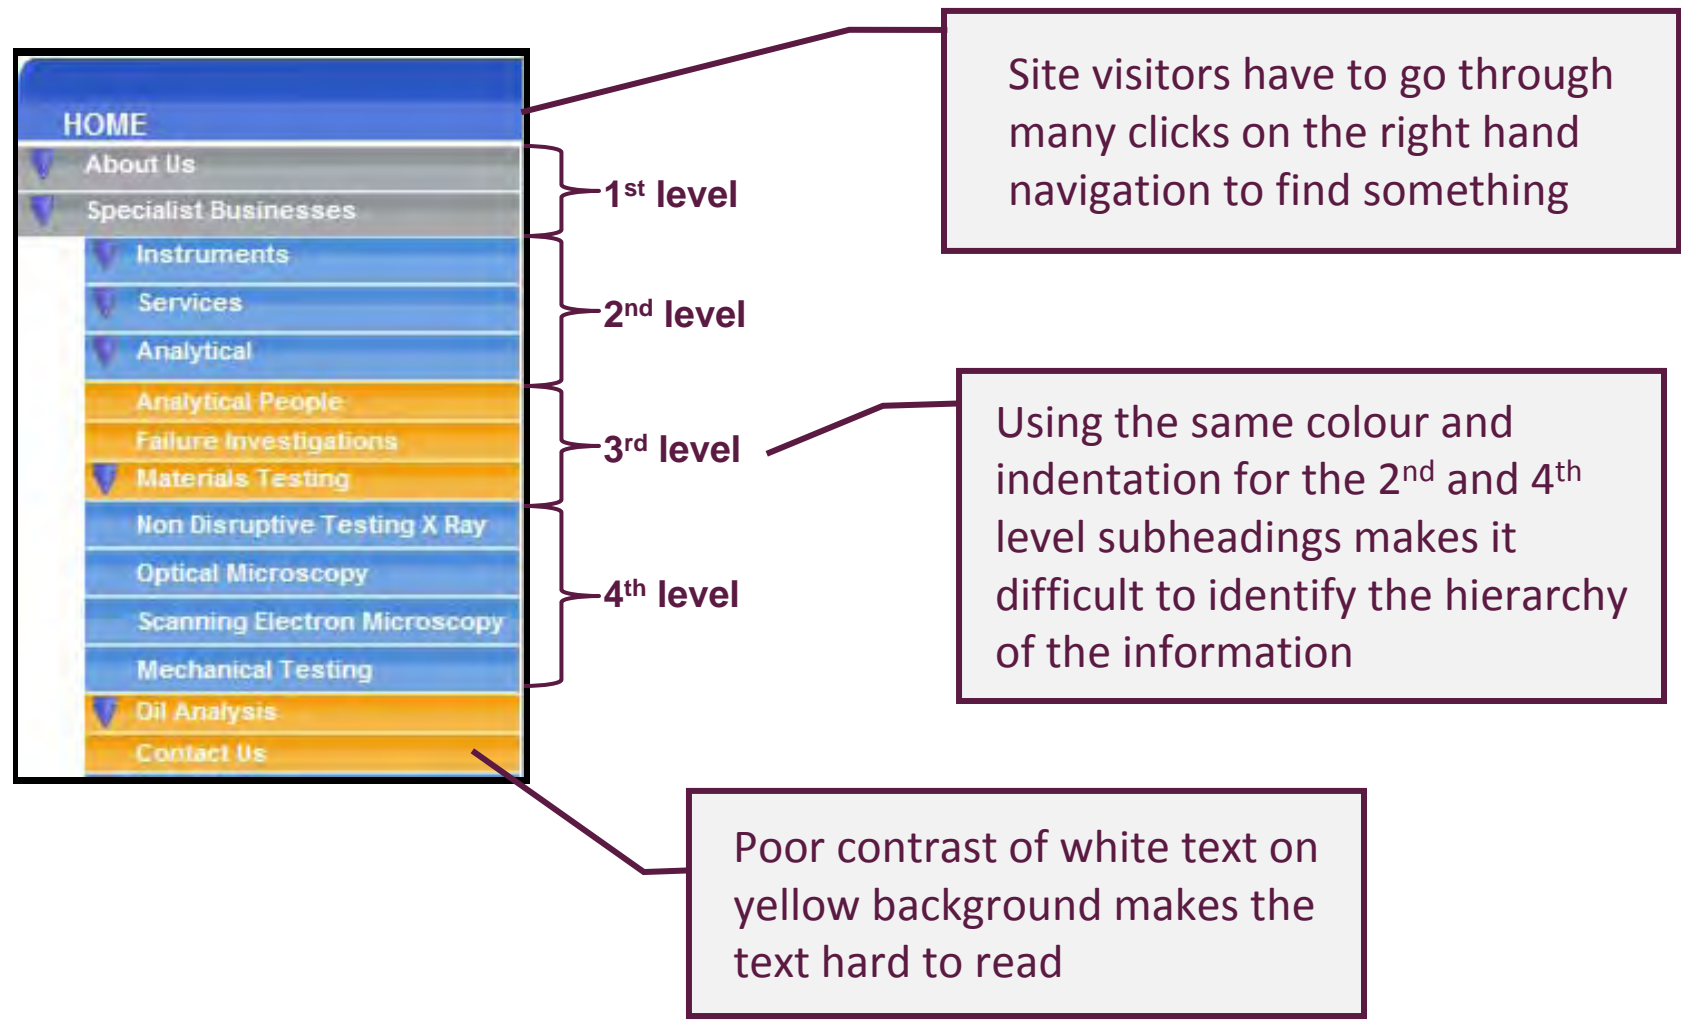 HOME
About Us
Specialist Businesses
Instruments
Services
Analytical
Analytical People
Failure Investigations
Materials Testing
Non Disruptive Testing X Ray
Optical Microscopy
Scanning Electron Microscopy
Mechanical Testing
Oil Analysis
Contact Us
1st level
2nd level
3rd level
4th level
Site visitors have to go through
many clicks on the right hand
navigation to find something
Using the same colour and
indentation for the 2nd and 4th
level subheadings makes it
difficult to identify the hierarchy
of the information
Poor contrast of white text on
yellow background makes the
text hard to read